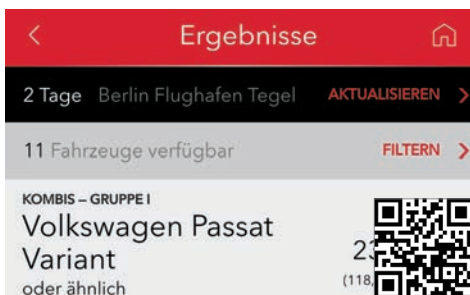 Ergebnisse
2 Tage Berlin Flughafen Tegel AKTUALISIEREN
11 Fahrzeuge verfügbar FILTERN
KOMBIS – GRUPPE I
Volkswagen Passat
Variant
oder ähnlich